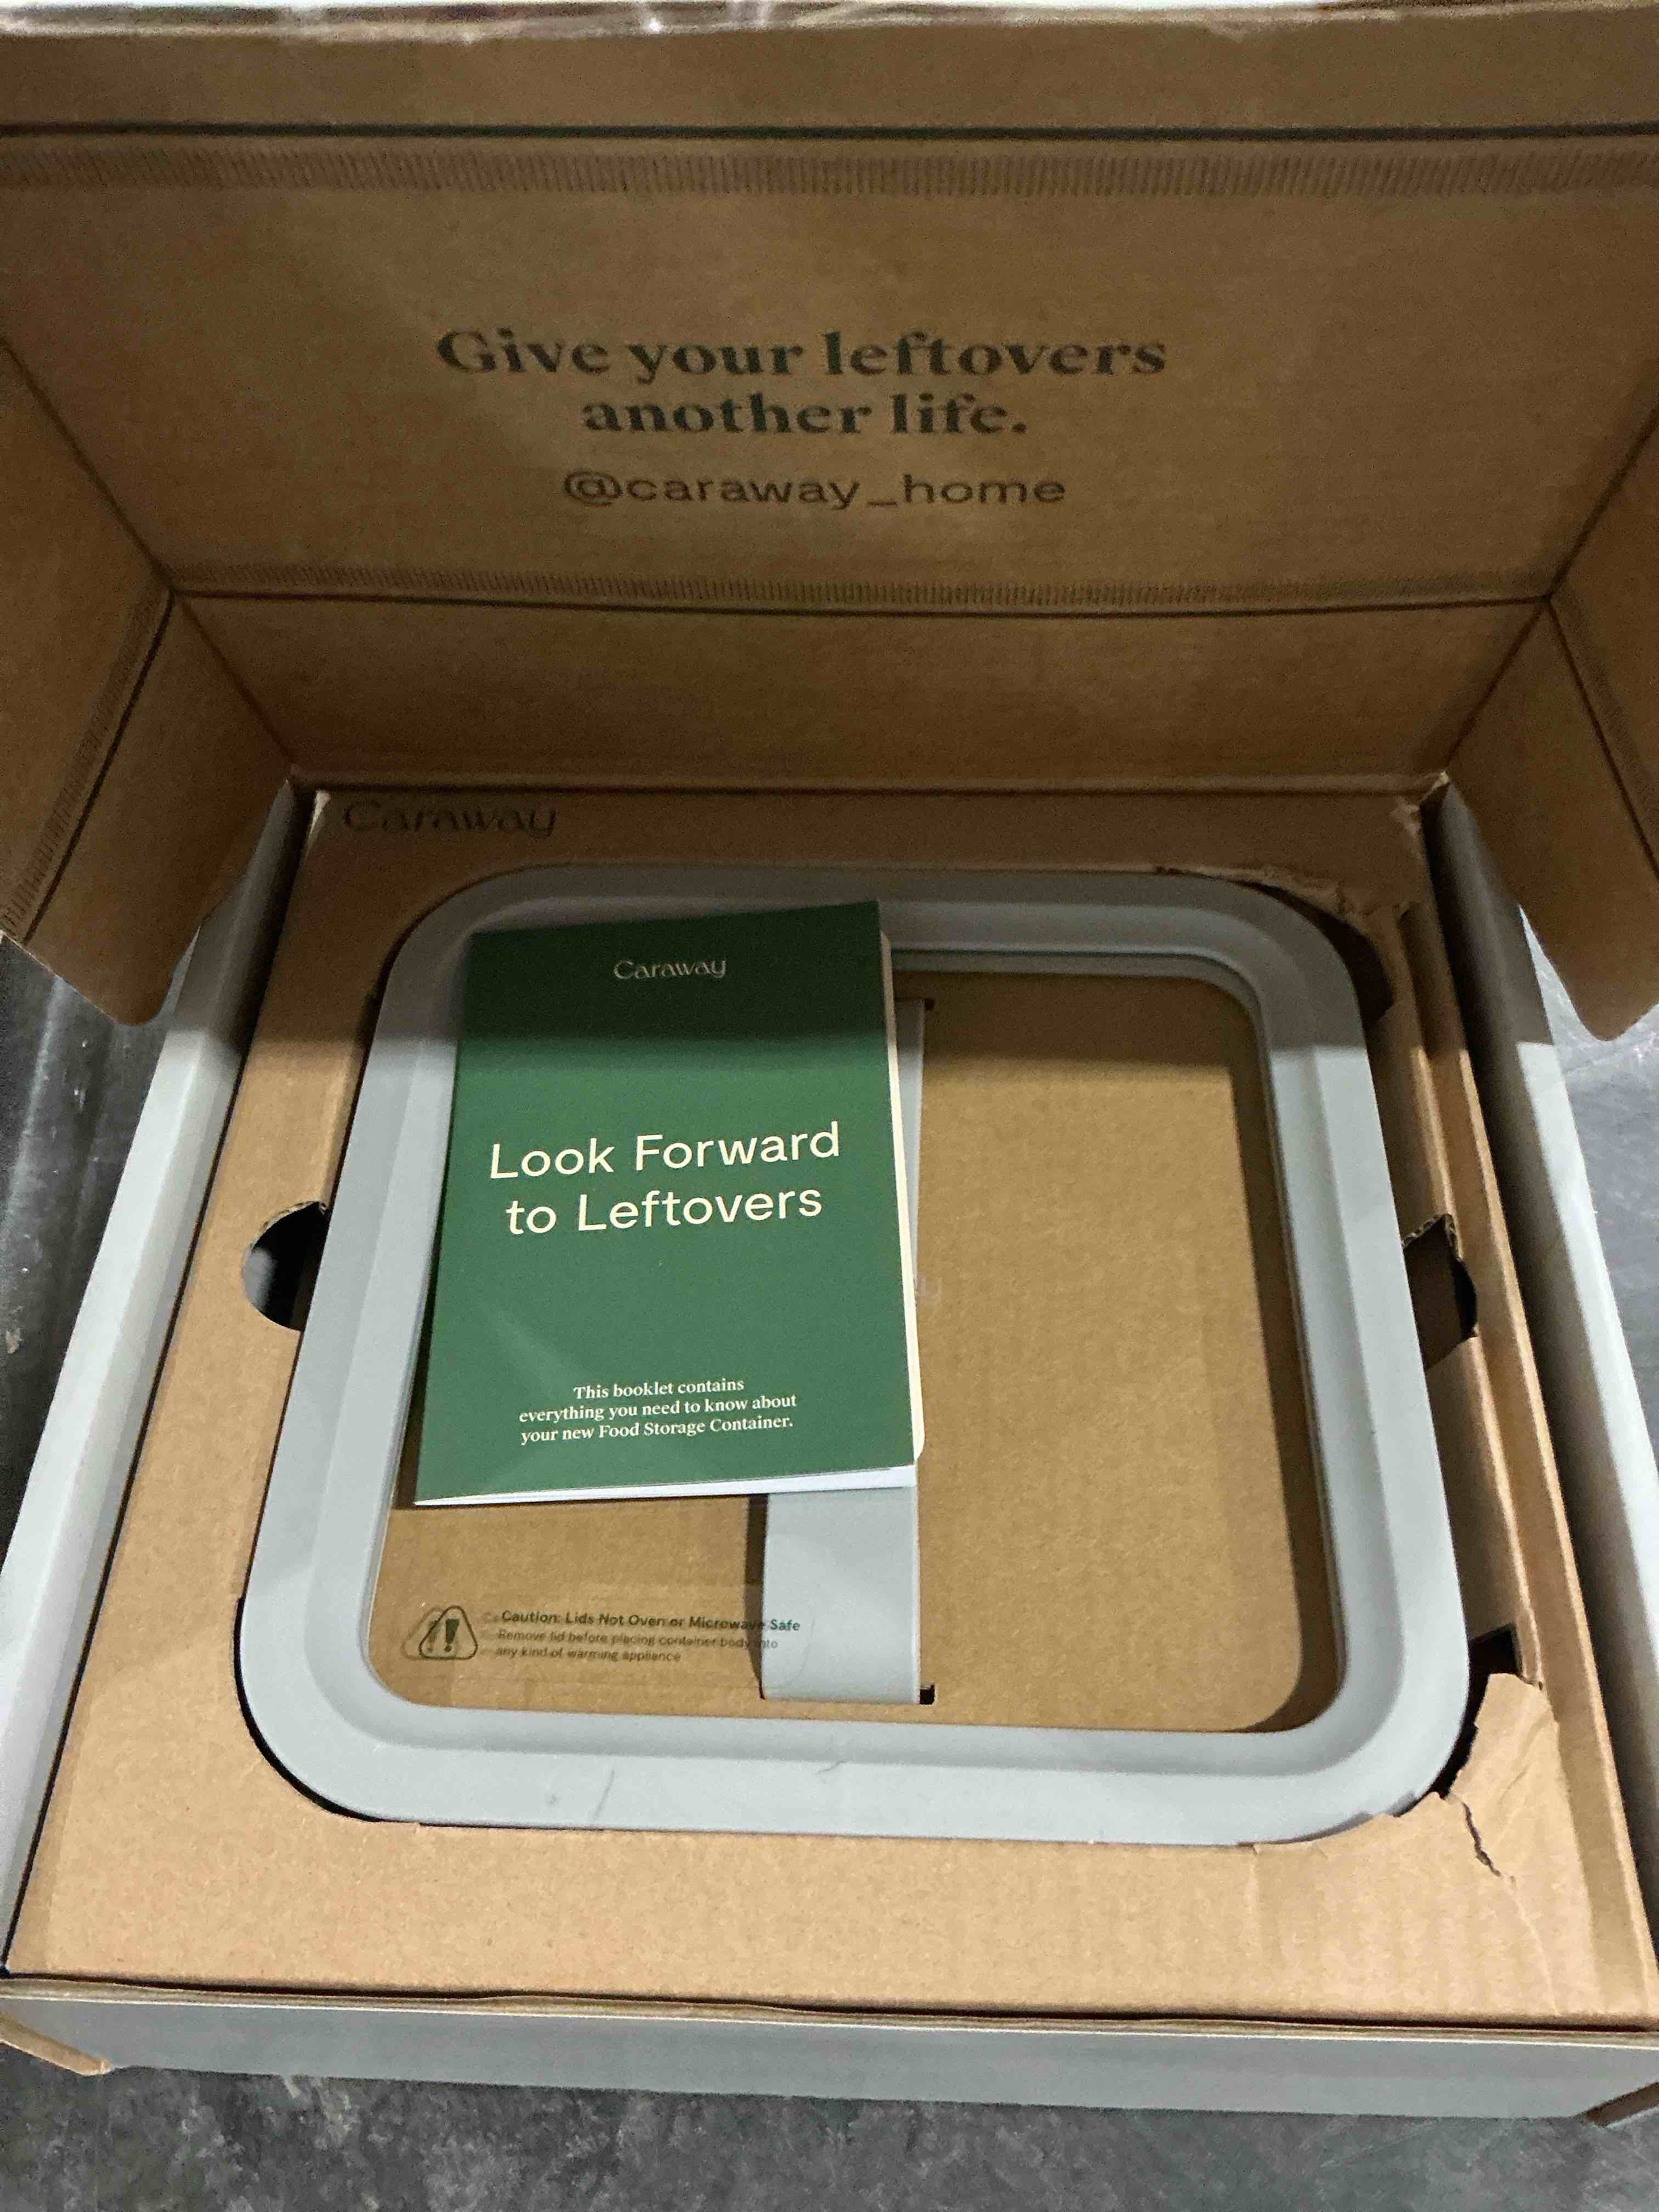 Give your leftovers
another life.
@caraway_home
Caraway
Caraway
Look Forward
to Leftovers
This booklet contains
everything you need to know about
your new Food Storage Container.
Caution: Lids Not Oven or Microwave Safe
Remove lid before placing container body into
any kind of warming appliance